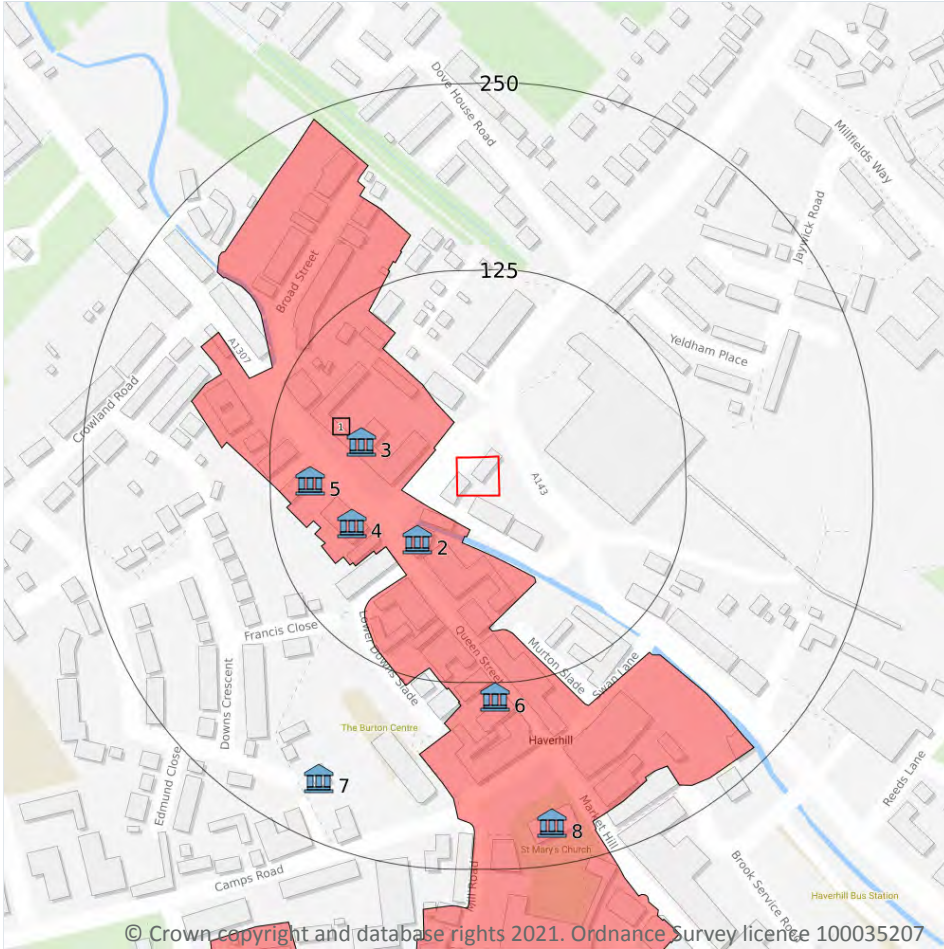 250
Dove House Road
Millfields Way
Jaywick Road
Broad Street
125
A1307
Yeldham Place
Crowland Road
1
3
A143
5
4
2
Francis Close
Lower Downs Slade
Queen Street
Murton Slade
Swan Lane
Downs Crescent
6
The Burton Centre
Haverhill
Edmund Close
7
Reeds Lane
Market Hill
8
St Mary's Church
Camps Road
Mill Road
Brook Service Road
Haverhill Bus Station
© Crown copyright and database rights 2021. Ordnance Survey licence 100035207